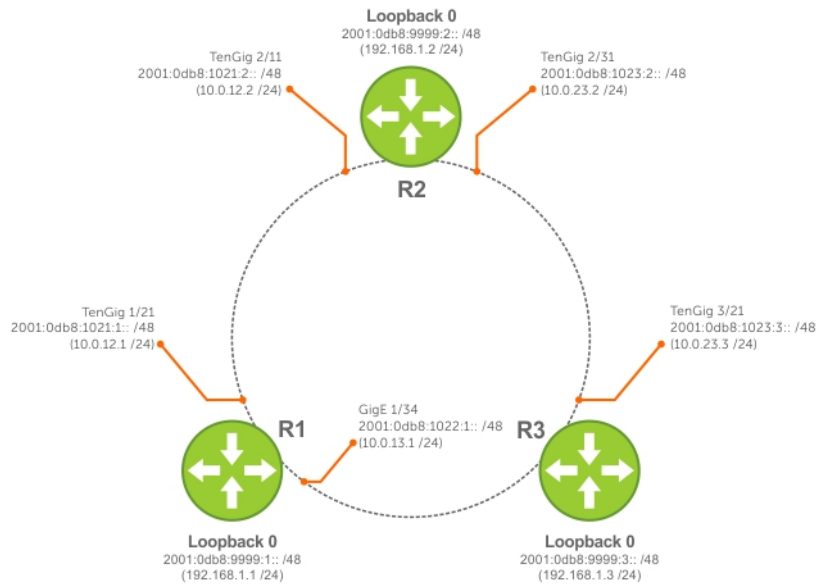 Loopback 0
2001:0db8:9999:2:: /48
(192.168.1.2 /24)
TenGig 2/11
2001:0db8:1021:2:: /48
(10.0.12.2 /24)
TenGig 2/31
2001:0db8:1023:2:: /48
(10.0.23.2 /24)
R2
TenGig 1/21
2001:0db8:1021:1:: /48
(10.0.12.1 /24)
TenGig 3/21
2001:0db8:1023:3:: /48
(10.0.23.3 /24)
GigE 1/34
2001:0db8:1022:1:: /48
(10.0.13.1 /24)
R1
R3
Loopback 0
2001:0db8:9999:1:: /48
(192.168.1.1 /24)
Loopback 0
2001:0db8:9999:3:: /48
(192.168.1.3 /24)